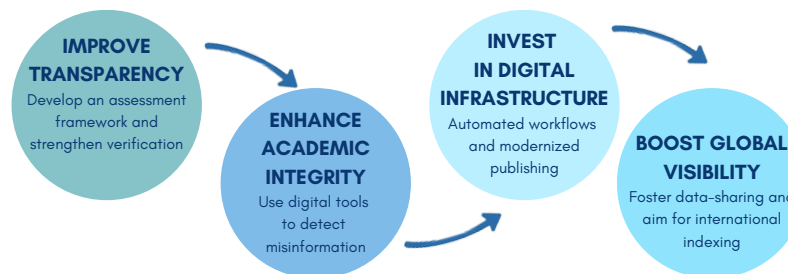 IMPROVE
TRANSPARENCY
Develop an assessment
framework and
strengthen verification
ENHANCE
ACADEMIC
INTEGRITY
Use digital tools
to detect
misinformation
INVEST
IN DIGITAL
INFRASTRUCTURE
Automated workflows
and modernized
publishing
BOOST GLOBAL
VISIBILITY
Foster data-sharing and
aim for international
indexing